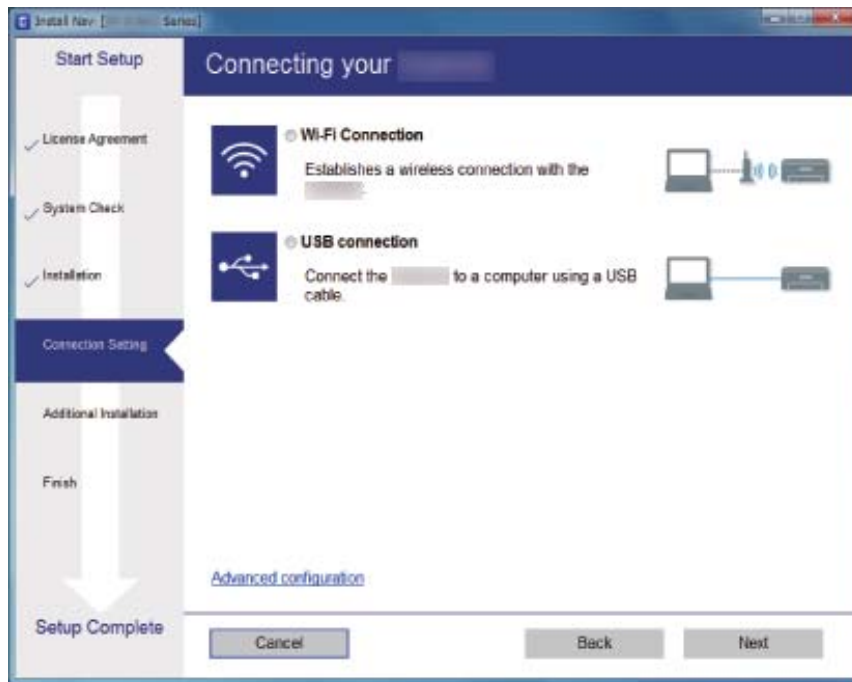 Install Navi [ Series]
Start Setup
License Agreement
System Check
Installation
Connection Setting
Additional Installation
Finish
Setup Complete
Connecting your
Wi-Fi Connection
Establishes a wireless connection with the
.
USB connection
Connect the to a computer using a USB
cable.
Advanced configuration
Cancel
Back
Next